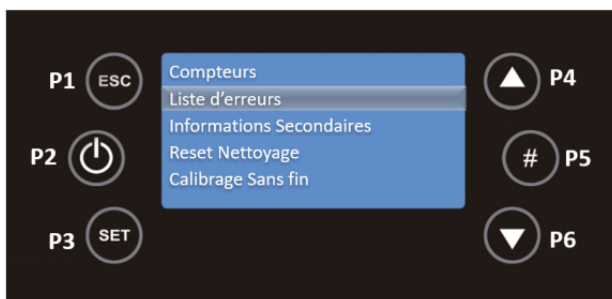 P1 ESC
P2
P3 SET
Compteurs
Liste d'erreurs
Informations Secondaires
Reset Nettoyage
Calibrage Sans fin
P4
# P5
P6